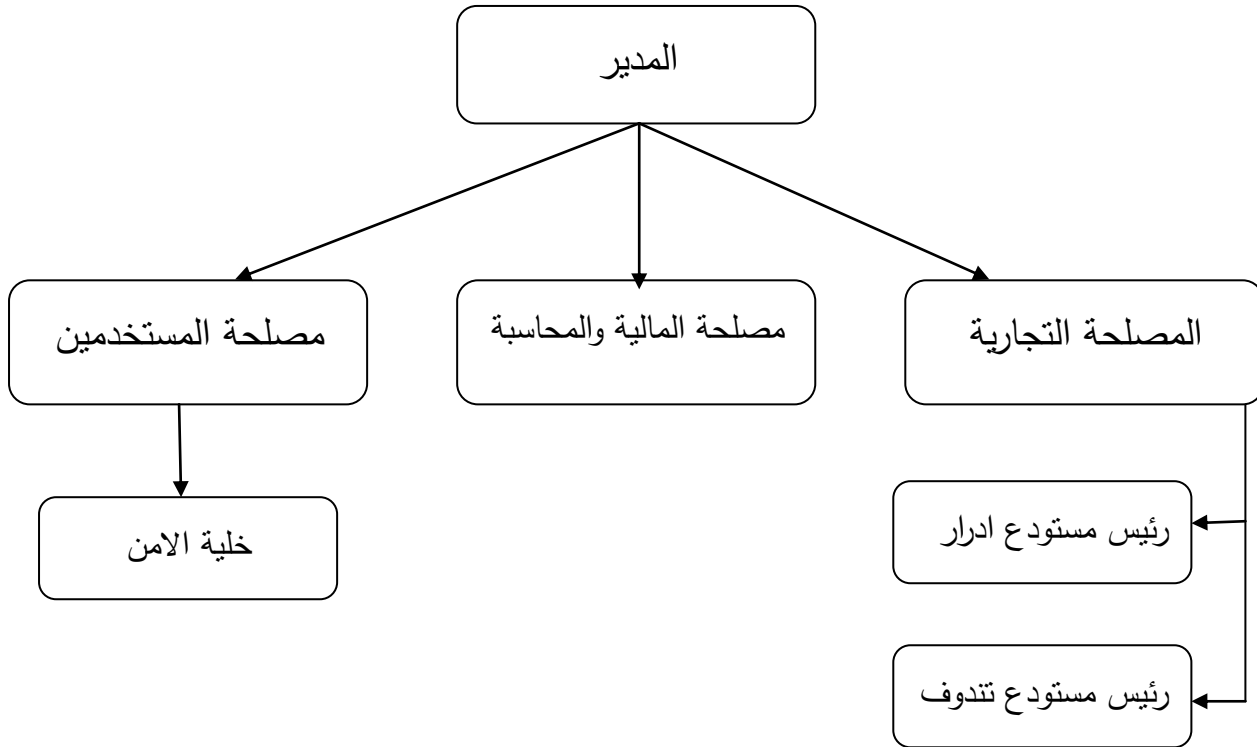 المدير
المصلحة التجارية
مصلحة المالية والمحاسبة
مصلحة المستخدمين
رئيس مستودع ادرار
خلية الامن
رئيس مستودع تندوف